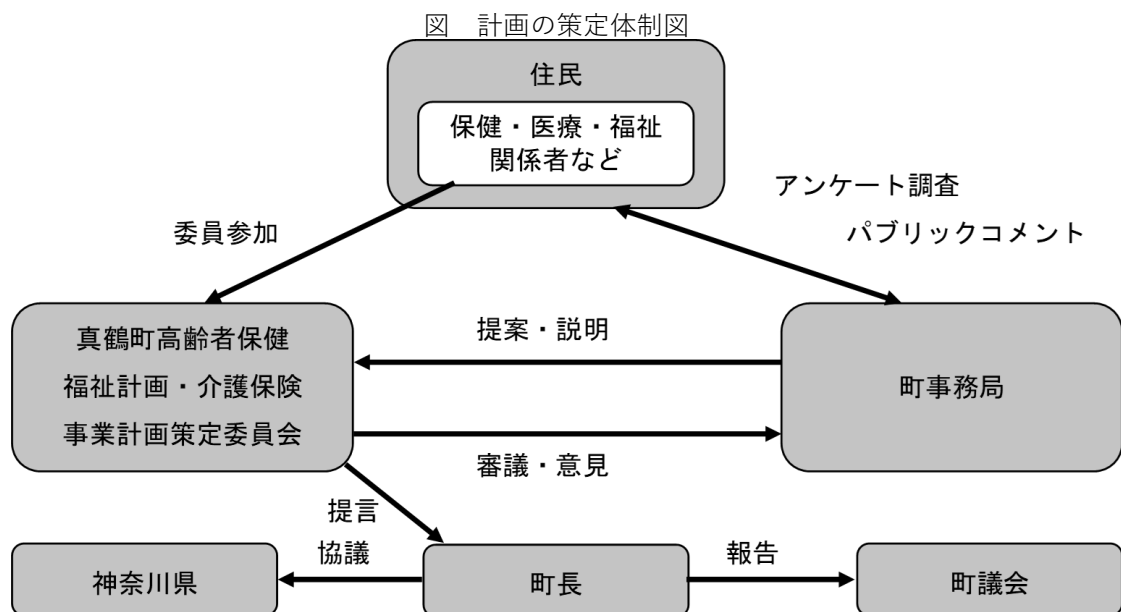 図　計画の策定体制図
住民
保健・医療・福祉
関係者など
アンケート調査
パブリックコメント
委員参加
真鶴町高齢者保健
福祉計画・介護保険
事業計画策定委員会
提案・説明
町事務局
審議・意見
提言
協議
報告
神奈川県
町長
町議会